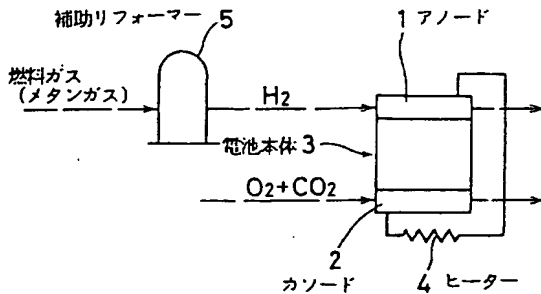 補助リフォーマー 5
1 アノード
燃料ガス
(メタンガス)
H2
電池本体 3
O2+CO2
2
カソード
4 ヒーター